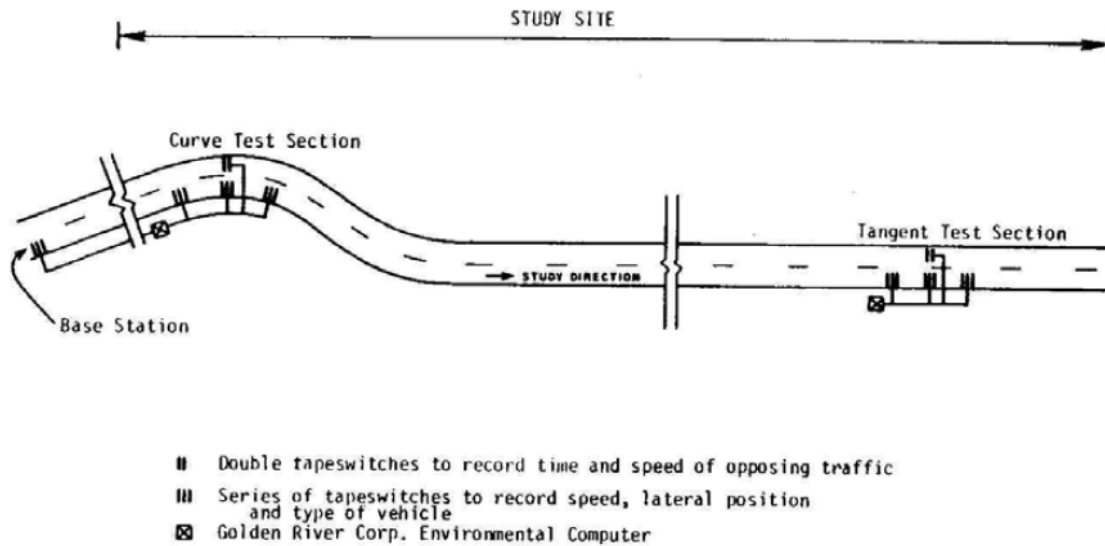 STUDY SITE
Curve Test Section
Tangent Test Section
STUDY DIRECTION
Base Station
Double tapeswitches to record time and speed of opposing traffic
Series of tapeswitches to record speed, lateral position
and type of vehicle
Golden River Corp. Environmental Computer